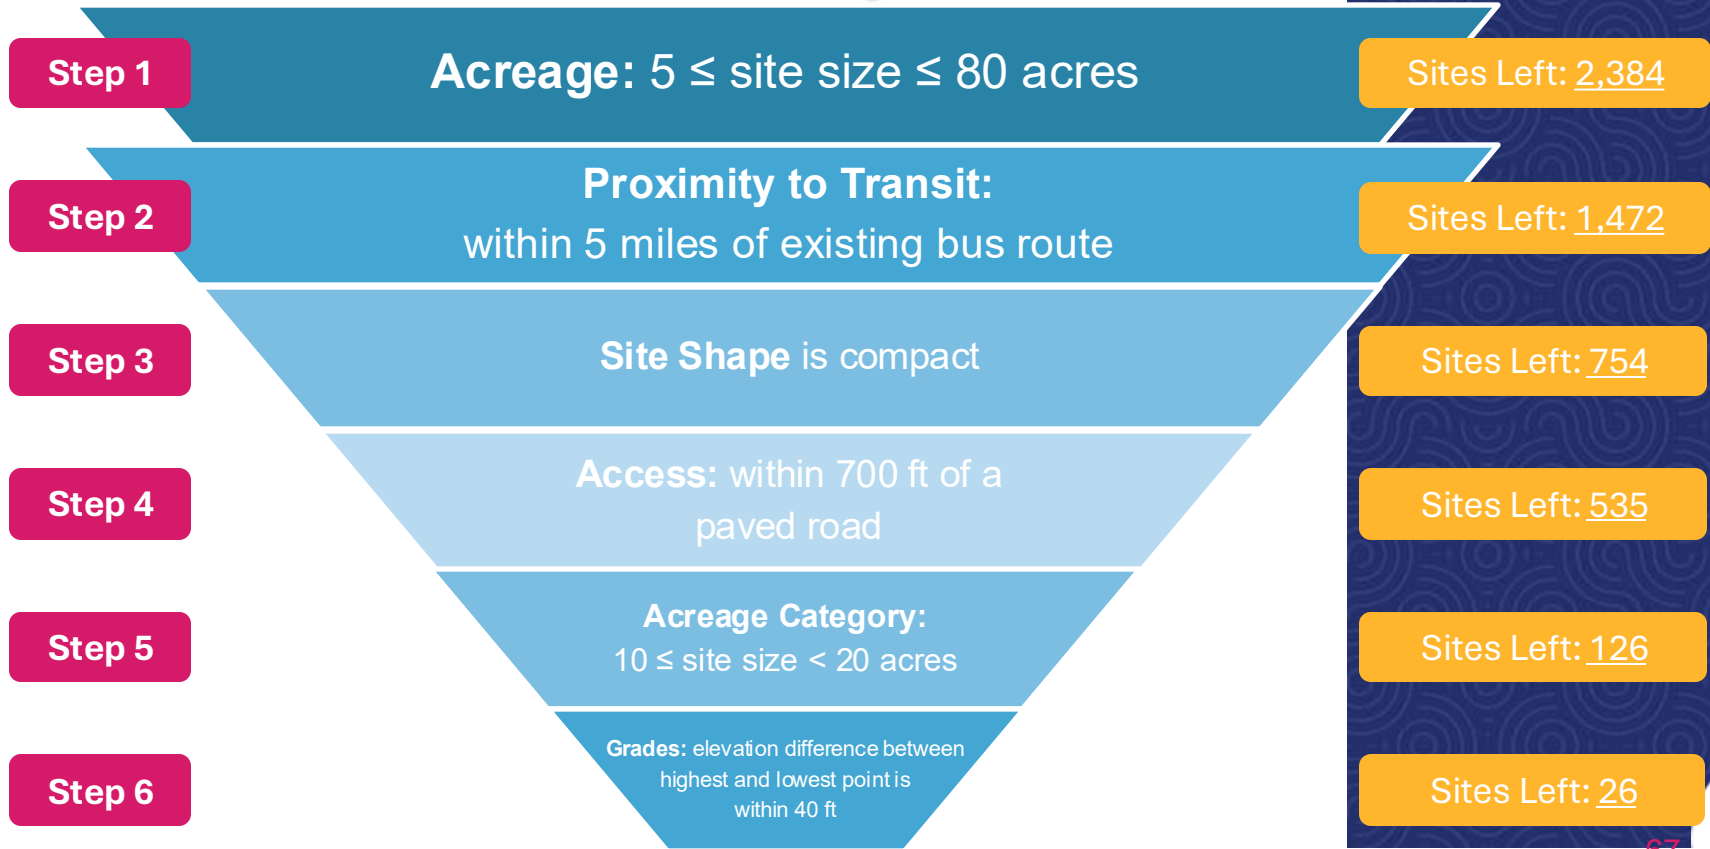 Step 1
Acreage: 5 ≤ site size ≤ 80 acres
Sites Left: 2,384
Step 2
Proximity to Transit:
within 5 miles of existing bus route
Sites Left: 1,472
Step 3
Site Shape is compact
Sites Left: 754
Step 4
Access: within 700 ft of a
paved road
Sites Left: 535
Step 5
Acreage Category:
10 ≤ site size < 20 acres
Sites Left: 126
Step 6
Grades: elevation difference between
highest and lowest point is
within 40 ft
Sites Left: 26